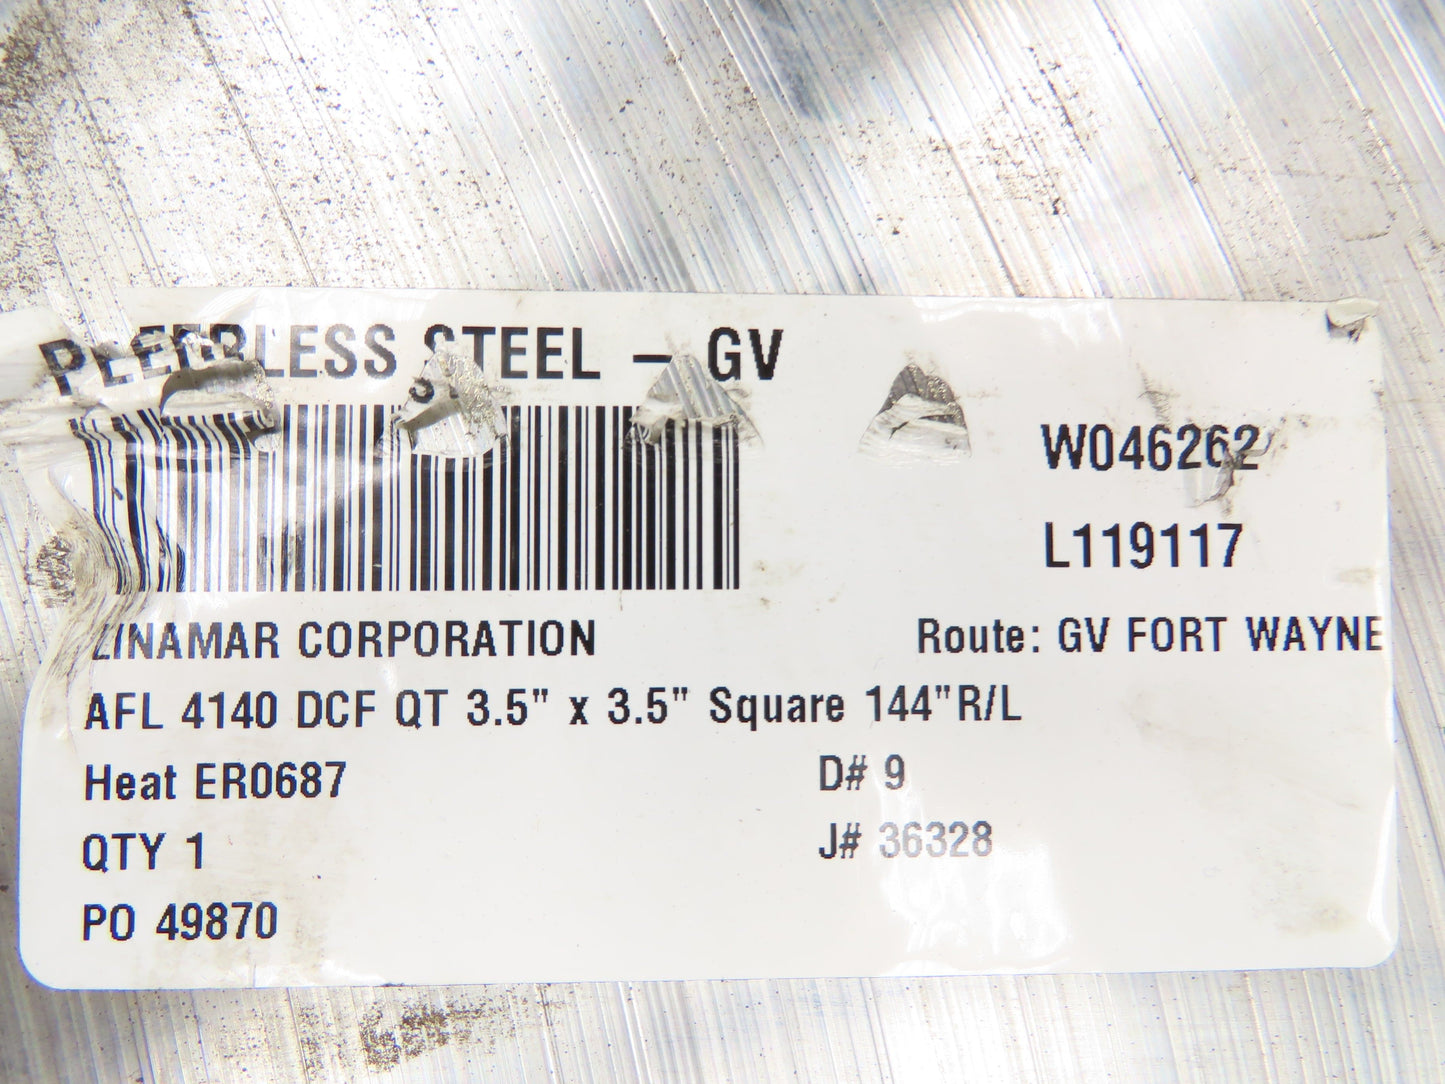 PEERLESS STEEL – GV
W046262
L119117
LINAMAR CORPORATION
Route: GV FORT WAYNE
AFL 4140 DCF QT 3.5" x 3.5" Square 144"R/L
Heat ER0687
D# 9
QTY 1
J# 36328
PO 49870